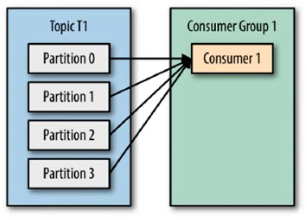 Topic T1
Partition 0
Partition 1
Partition 2
Partition 3
Consumer Group 1
Consumer 1